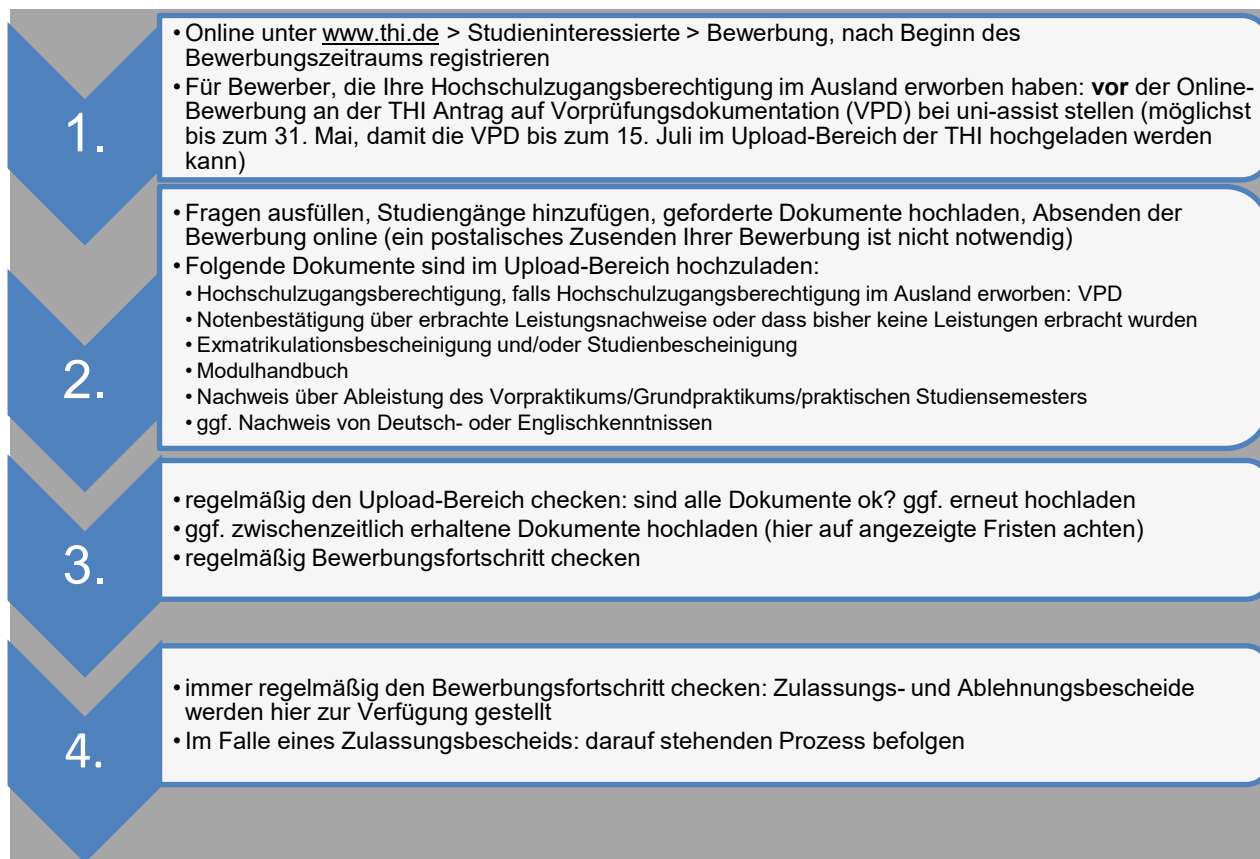 1.
• Online unter www.thi.de > Studieninteressierte > Bewerbung, nach Beginn des
Bewerbungszeitraums registrieren
• Für Bewerber, die Ihre Hochschulzugangsberechtigung im Ausland erworben haben: vor der Online-
Bewerbung an der THI Antrag auf Vorprüfungsdokumentation (VPD) bei uni-assist stellen (möglichst
bis zum 31. Mai, damit die VPD bis zum 15. Juli im Upload-Bereich der THI hochgeladen werden
kann)
2.
• Fragen ausfüllen, Studiengänge hinzufügen, geforderte Dokumente hochladen, Absenden der
Bewerbung online (ein postalisches Zusenden Ihrer Bewerbung ist nicht notwendig)
• Folgende Dokumente sind im Upload-Bereich hochzuladen:
• Hochschulzugangsberechtigung, falls Hochschulzugangsberechtigung im Ausland erworben: VPD
• Notenbestätigung über erbrachte Leistungsnachweise oder dass bisher keine Leistungen erbracht wurden
• Exmatrikulationsbescheinigung und/oder Studienbescheinigung
• Modulhandbuch
• Nachweis über Ableistung des Vorpraktikums/Grundpraktikums/praktischen Studiensemesters
• ggf. Nachweis von Deutsch- oder Englischkenntnissen
3.
• regelmäßig den Upload-Bereich checken: sind alle Dokumente ok? ggf. erneut hochladen
• ggf. zwischenzeitlich erhaltene Dokumente hochladen (hier auf angezeigte Fristen achten)
• regelmäßig Bewerbungsfortschritt checken
4.
• immer regelmäßig den Bewerbungsfortschritt checken: Zulassungs- und Ablehnungsbescheide
werden hier zur Verfügung gestellt
• Im Falle eines Zulassungsbescheids: darauf stehenden Prozess befolgen